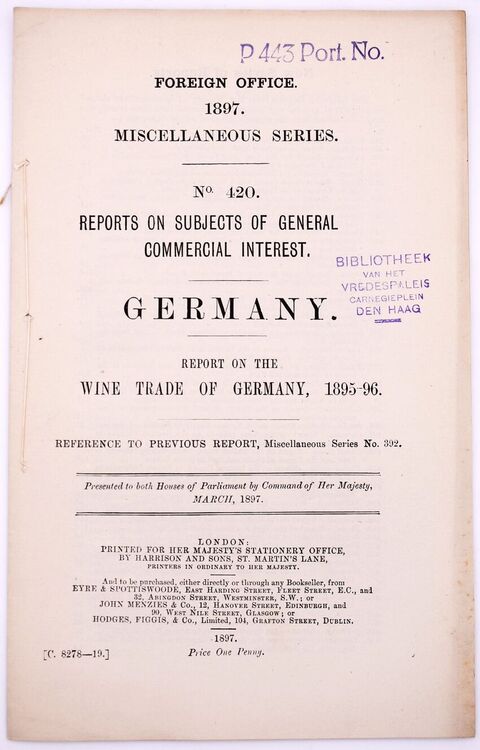 P 443 Port. No.
FOREIGN OFFICE.
1897.
MISCELLANEOUS SERIES.
No. 420.
REPORTS ON SUBJECTS OF GENERAL
COMMERCIAL INTEREST.
BIBLIOTHEEK
VAN HET
VREDESPALEIS
CARNEGIEPLEIN
DEN HAAG
GERMANY.
REPORT ON THE
WINE TRADE OF GERMANY, 1895-96.
REFERENCE TO PREVIOUS REPORT, Miscellaneous Series No. 392.
Presented to both Houses of Parliament by Command of Her Majesty,
MARCH, 1897.
LONDON:
PRINTED FOR HER MAJESTY'S STATIONERY OFFICE,
BY HARRISON AND SONS, ST. MARTIN'S LANE,
PRINTERS IN ORDINARY TO HER MAJESTY.
And to be purchased, either directly or through any Bookseller, from
EYRE & SPOTTISWOODE, EAST HARDING STREET, FLEET STREET, E.C., and
32, ABINGDON STREET, WESTMINSTER, S.W.; or
JOHN MENZIES & Co., 12, HANOVER STREET, EDINBURGH, and
90, WEST NILE STREET, GLASGOW; or
HODGES, FIGGIS, & Co., Limited, 104, GRAFTON STREET, DUBLIN.
1897.
[C. 8278—19.] Price One Penny.